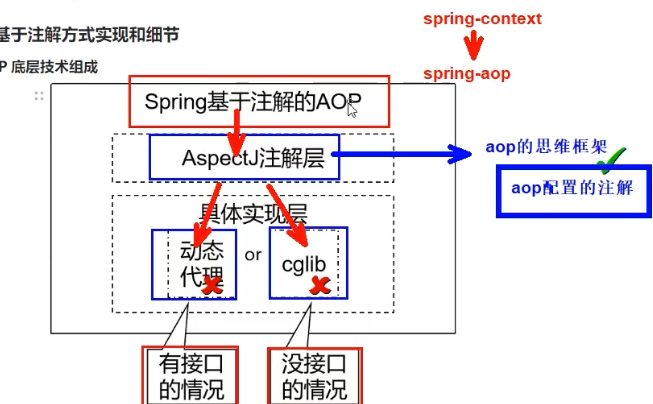 基于注解方式实现和细节
P 底层技术组成
spring-context
spring-aop
Spring基于注解的AOP
AspectJ注解层
aop的思维框架
aop配置的注解
具体实现层
动态
代理
or
cglib
有接口
的情况
没接口
的情况